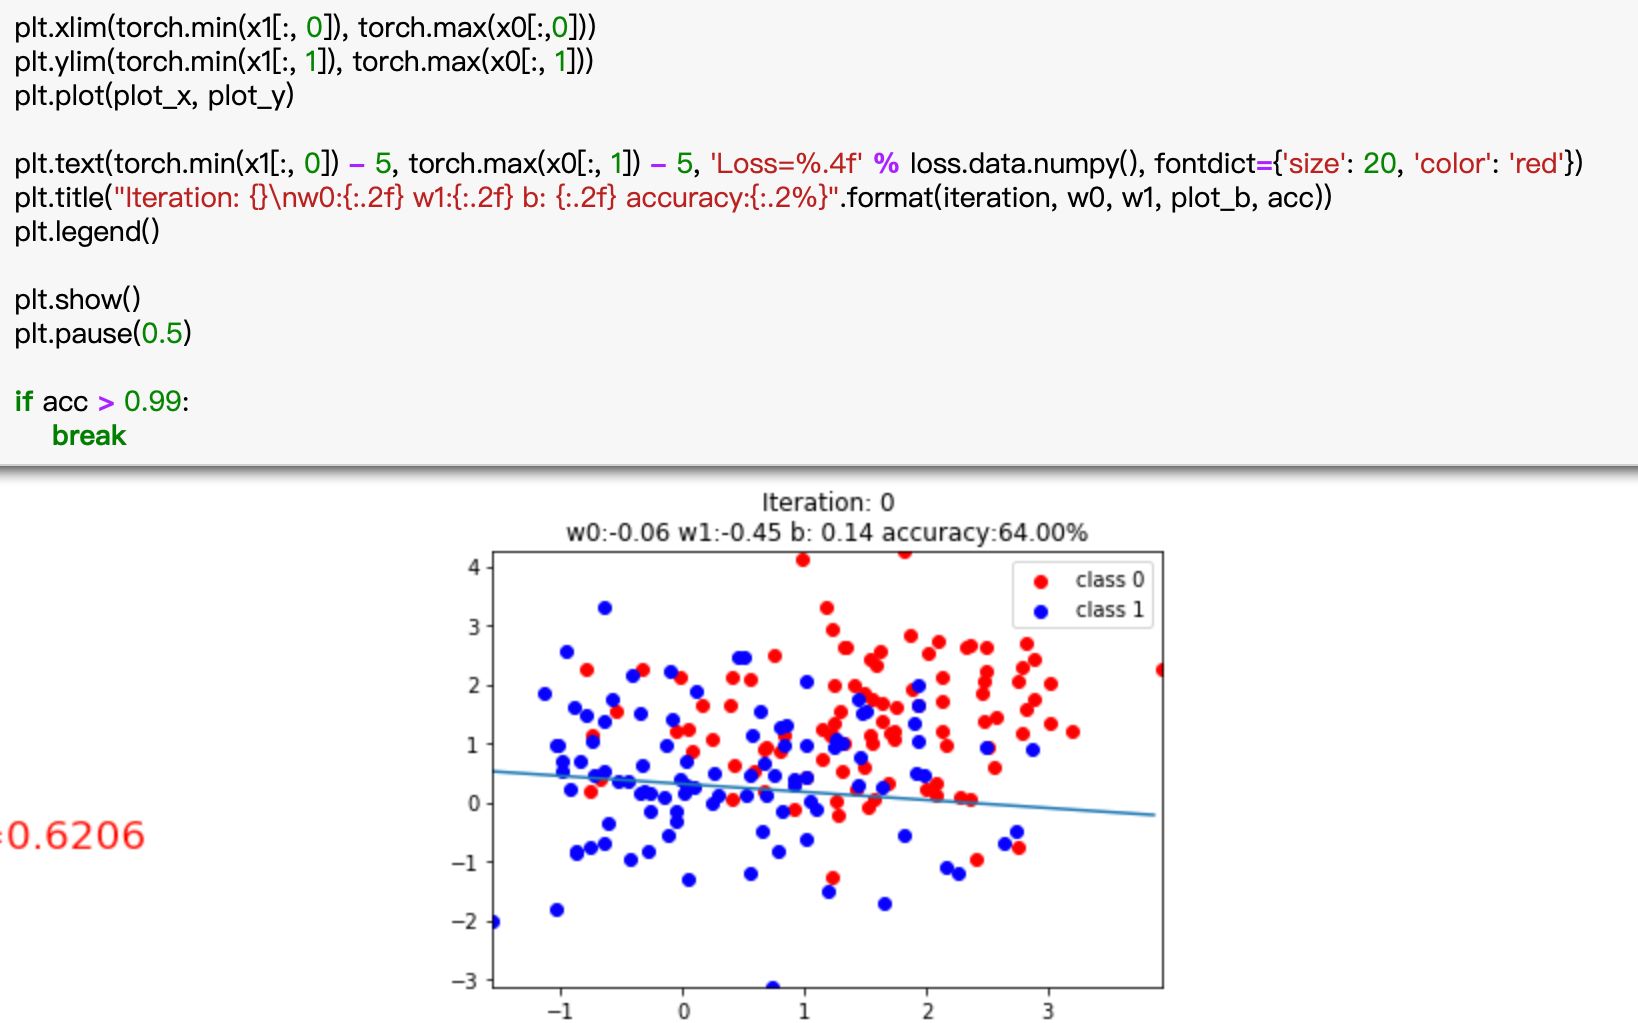 plt.xlim(torch.min(x1[:, 0]), torch.max(x0[:,0]))
plt.ylim(torch.min(x1[:, 1]), torch.max(x0[:, 1]))
plt.plot(plot_x, plot_y)
plt.text(torch.min(x1[:, 0]) - 5, torch.max(x0[:, 1]) - 5, 'Loss=%.4f' % loss.data.numpy(), fontdict={'size': 20, 'color': 'red'})
plt.title("Iteration: {}\nw0:{:.2f} w1:{:.2f} b: {:.2f} accuracy:{:.2%}".format(iteration, w0, w1, plot_b, acc))
plt.legend()
plt.show()
plt.pause(0.5)
if acc > 0.99:
break
Iteration: 0
w0:-0.06 w1:-0.45 b: 0.14 accuracy:64.00%
class 0
class 1
4
3
2
1
0
−1
−2
−3
=0.6206
−1
0
1
2
3